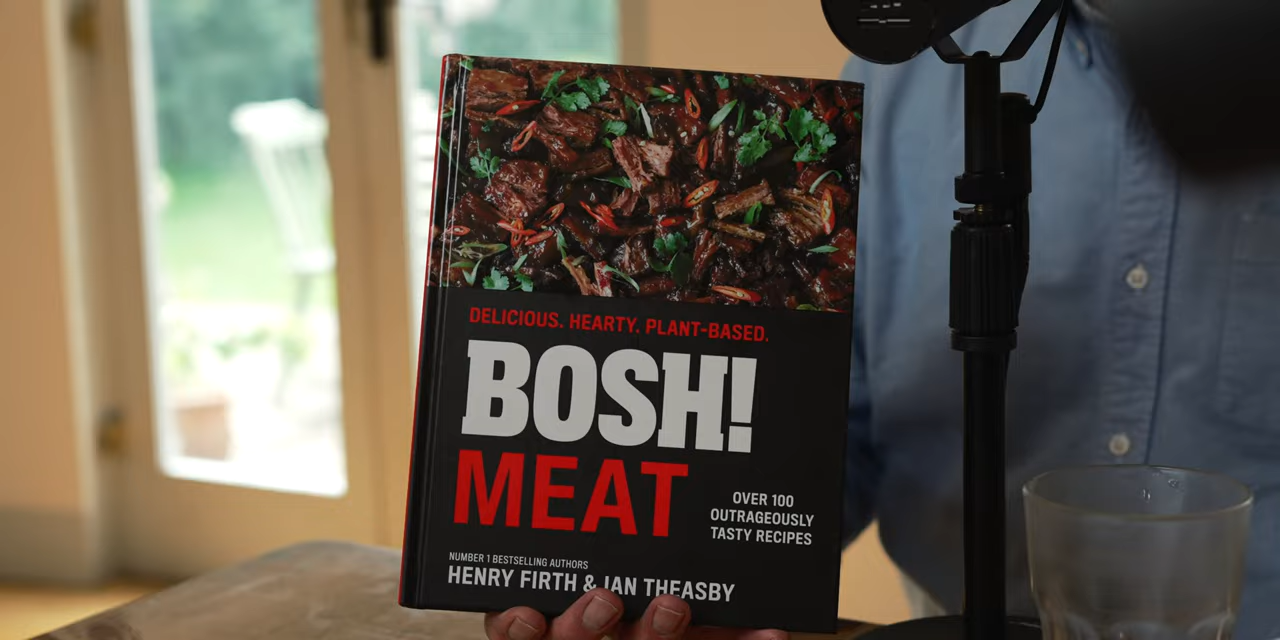 DELICIOUS. HEARTY. PLANT-BASED.
BOSH!
MEAT
OVER 100
OUTRAGEOUSLY
TASTY RECIPES
NUMBER 1 BESTSELLING AUTHORS
HENRY FIRTH & IAN THEASBY